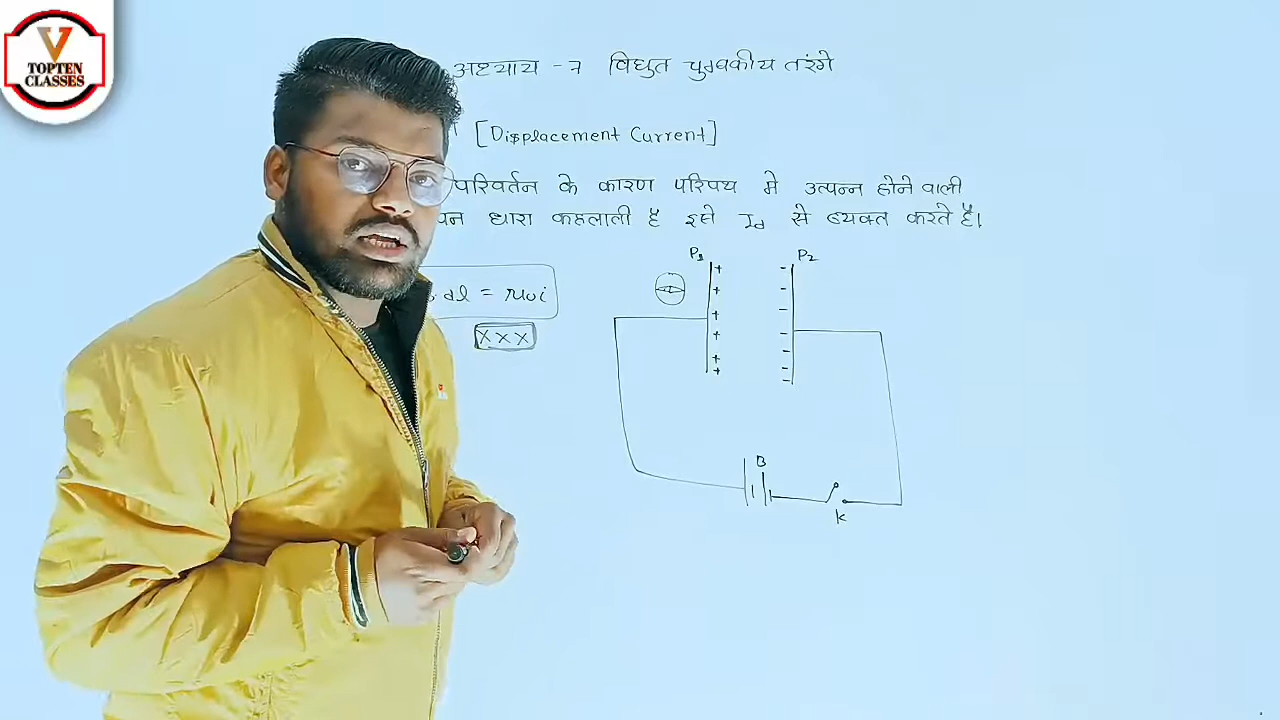 V
TOPTEN
CLASSES
अध्याय - 7 विद्युत चुम्बकीय तरंगे
[Displacement Current]
परिवर्तन के कारण परिपथ मे उत्पन्न होने वाली
धारा कहलाती है इसे Id से व्यक्त करते है।
P1 P2
dl = μ0i
X X X
+ -
+ -
+ -
+ -
+ -
+ -
-
B
K